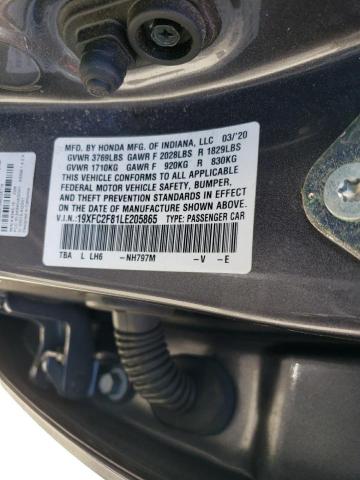 MFD. BY HONDA MFG. OF INDIANA, LLC 03/'20
GVWR 3769LBS GAWR F 2028LBS R 1829LBS
GVWR 1710KG GAWR F 920KG R 830KG
THIS VEHICLE CONFORMS TO ALL APPLICABLE
FEDERAL MOTOR VEHICLE SAFETY, BUMPER,
AND THEFT PREVENTION STANDARDS IN EFFECT
ON THE DATE OF MANUFACTURE SHOWN ABOVE.
V.I.N.:19XFC2F81LE205865 TYPE: PASSENGER CAR
TBA L LH6 -NH797M -V -E